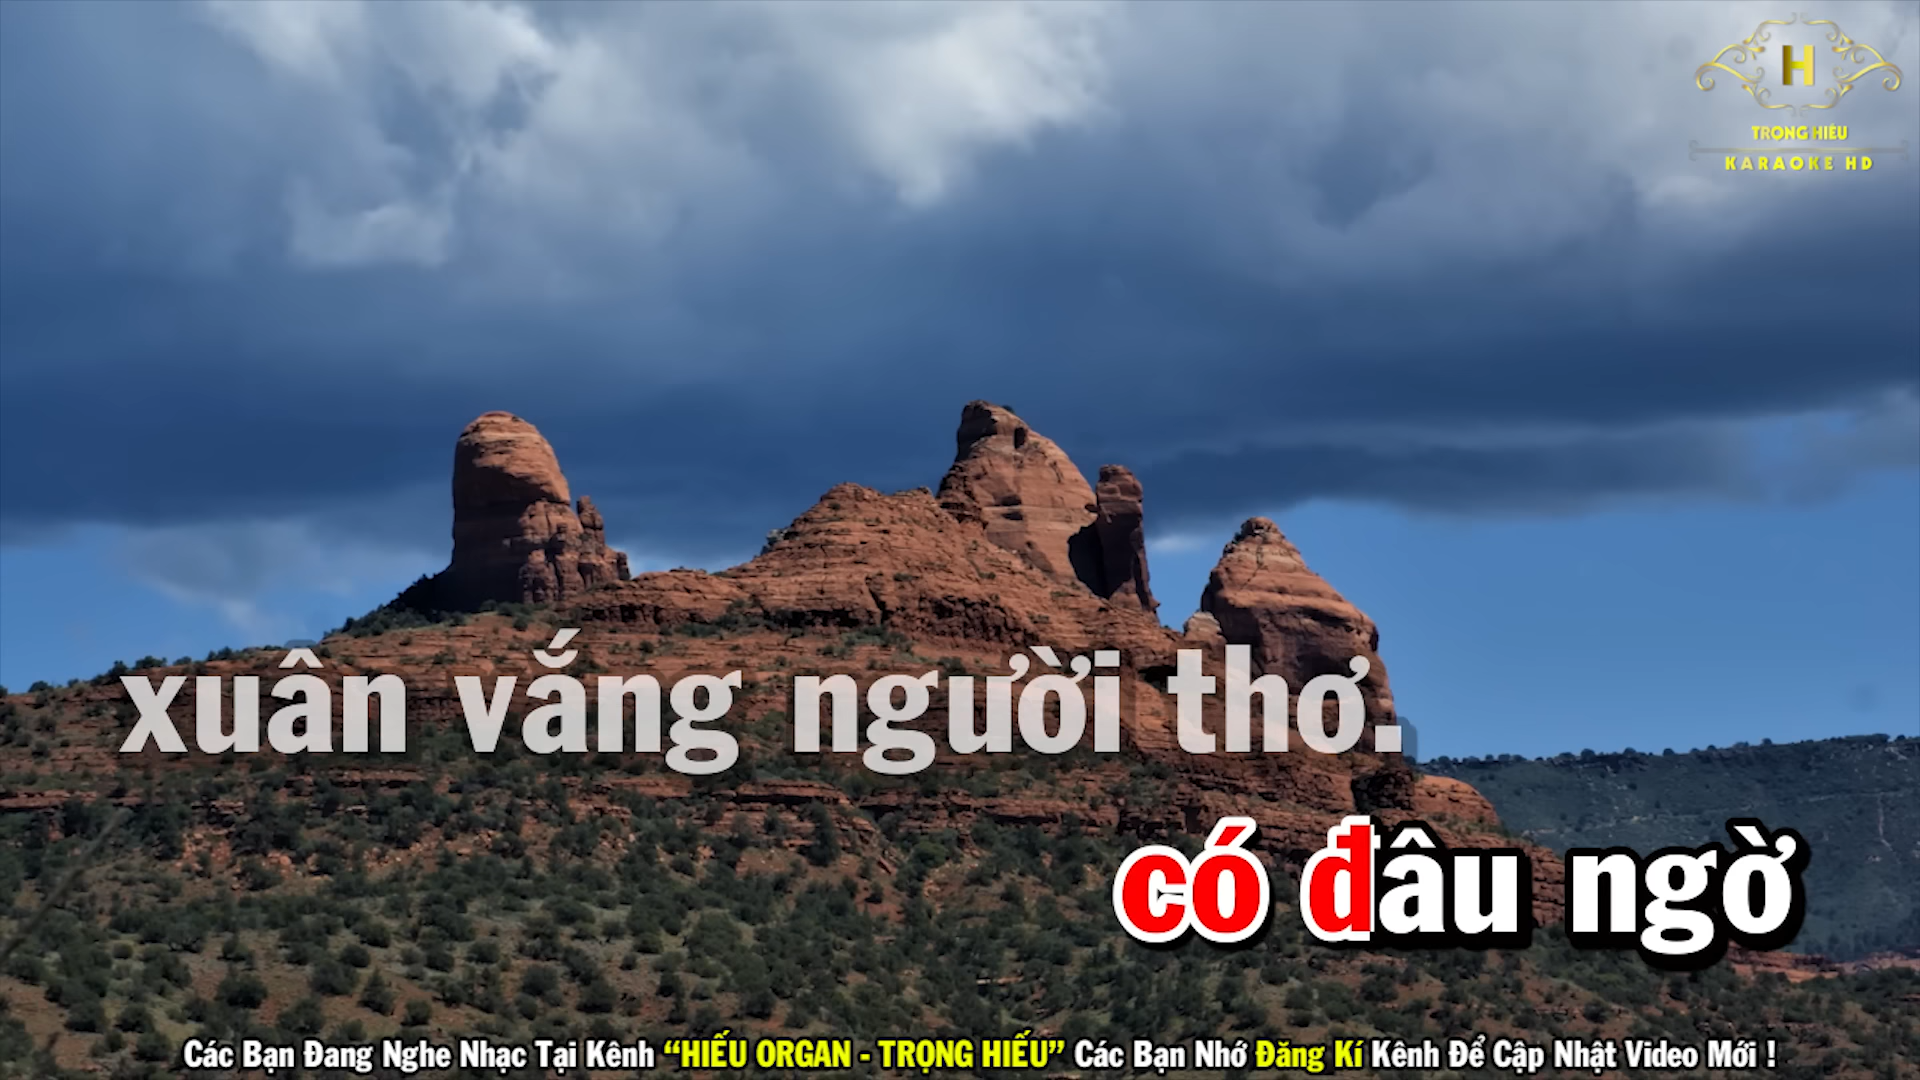 H
TRỌNG HIẾU
KARAOKE HD
xuân vắng người thơ.
có đâu ngờ
Các Bạn Đang Nghe Nhạc Tại Kênh “HIẾU ORGAN - TRỌNG HIẾU” Các Bạn Nhớ Đăng Kí Kênh Để Cập Nhật Video Mới !